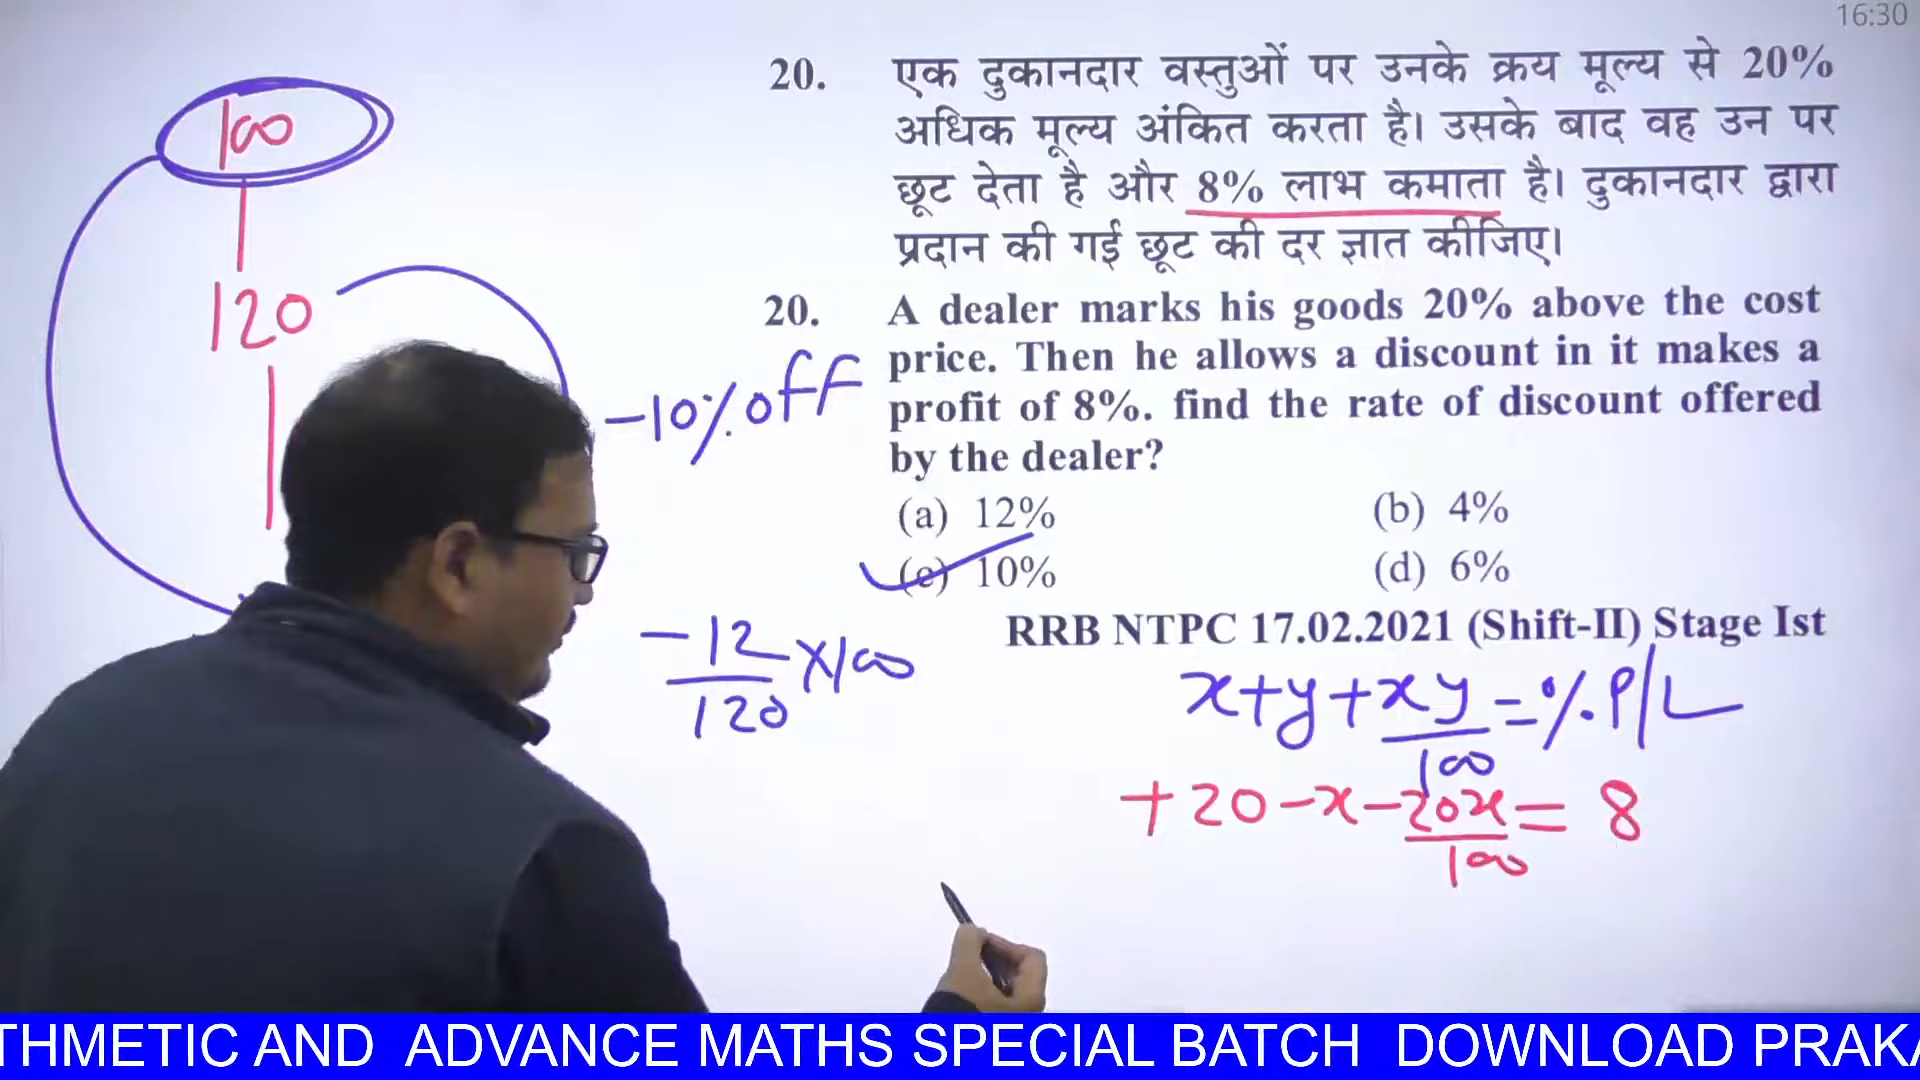 16:30
20. एक दुकानदार वस्तुओं पर उनके क्रय मूल्य से 20%
अधिक मूल्य अंकित करता है। उसके बाद वह उन पर
छूट देता है और 8% लाभ कमाता है। दुकानदार द्वारा
प्रदान की गई छूट की दर ज्ञात कीजिए।
20. A dealer marks his goods 20% above the cost
price. Then he allows a discount in it makes a
profit of 8%. find the rate of discount offered
by the dealer?
(a) 12% (b) 4%
(c) 10% (d) 6%
RRB NTPC 17.02.2021 (Shift-II) Stage Ist
100
120
-10% off
-12/120 × 100
x+y+xy/100 = % P/L
+20-x-20x/100 = 8
THMETIC AND ADVANCE MATHS SPECIAL BATCH DOWNLOAD PRAKA